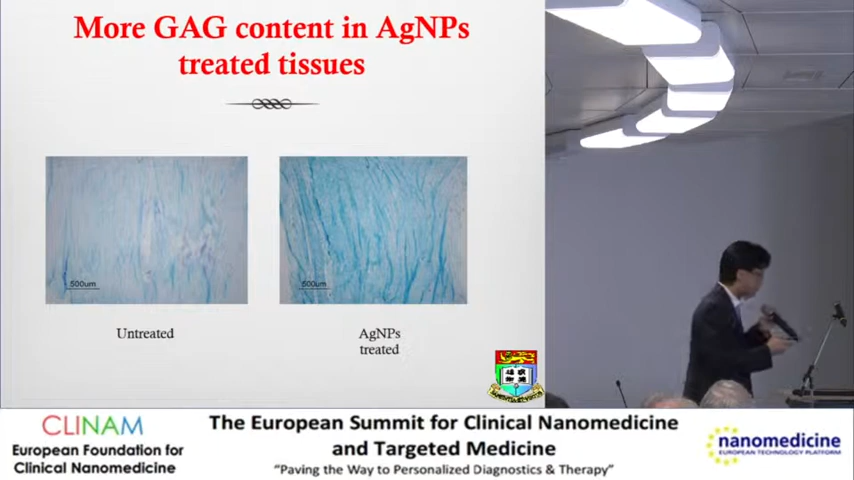 More GAG content in AgNPs
treated tissues
500um
500um
Untreated
AgNPs
treated
CLINAM
European Foundation for
Clinical Nanomedicine
The European Summit for Clinical Nanomedicine
and Targeted Medicine
"Paving the Way to Personalized Diagnostics & Therapy"
nanomedicine
EUROPEAN TECHNOLOGY PLATFORM